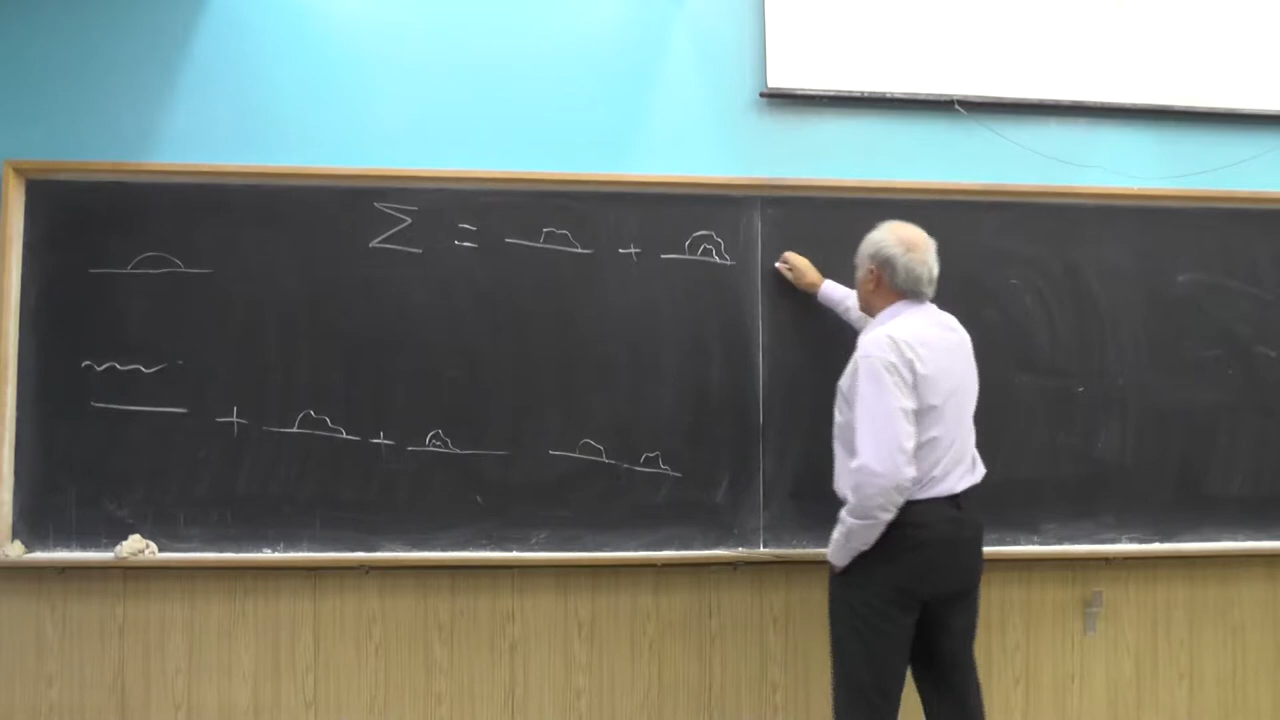 Σ = +
+ +